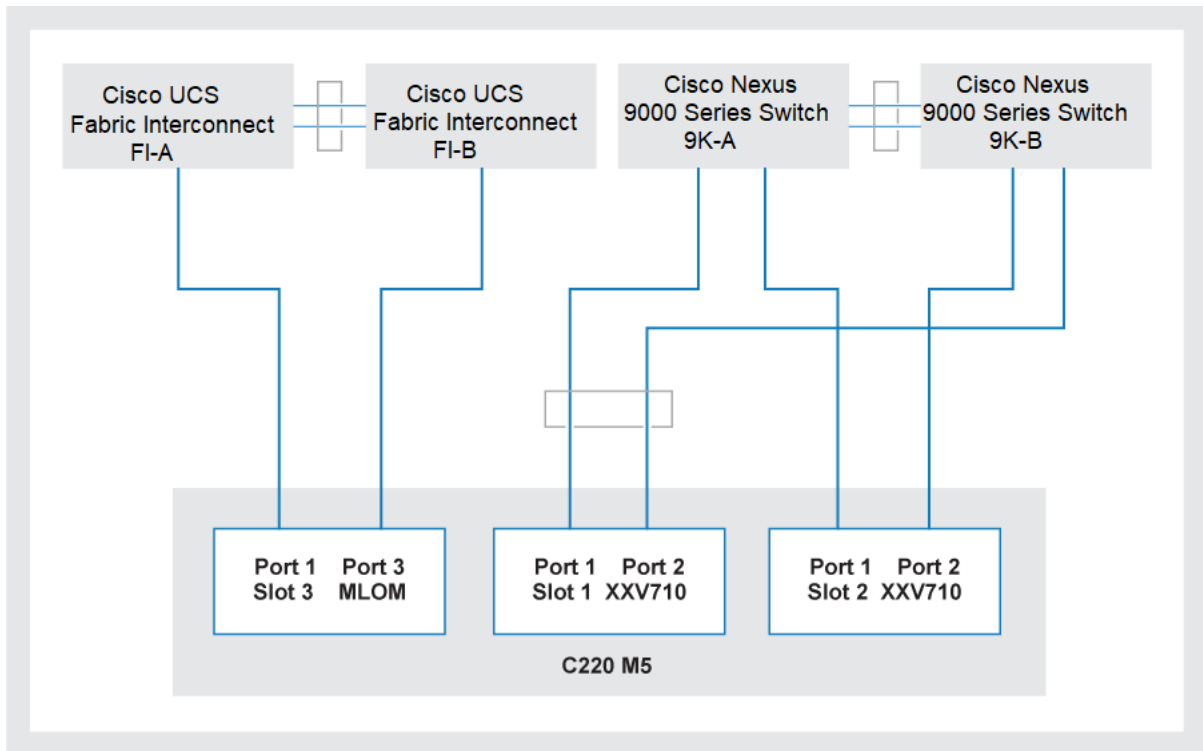 Cisco UCS
Fabric Interconnect
FI-A
Cisco UCS
Fabric Interconnect
FI-B
Cisco Nexus
9000 Series Switch
9K-A
Cisco Nexus
9000 Series Switch
9K-B
Port 1 Port 3
Slot 3 MLOM
Port 1 Port 2
Slot 1 XXV710
Port 1 Port 2
Slot 2 XXV710
C220 M5